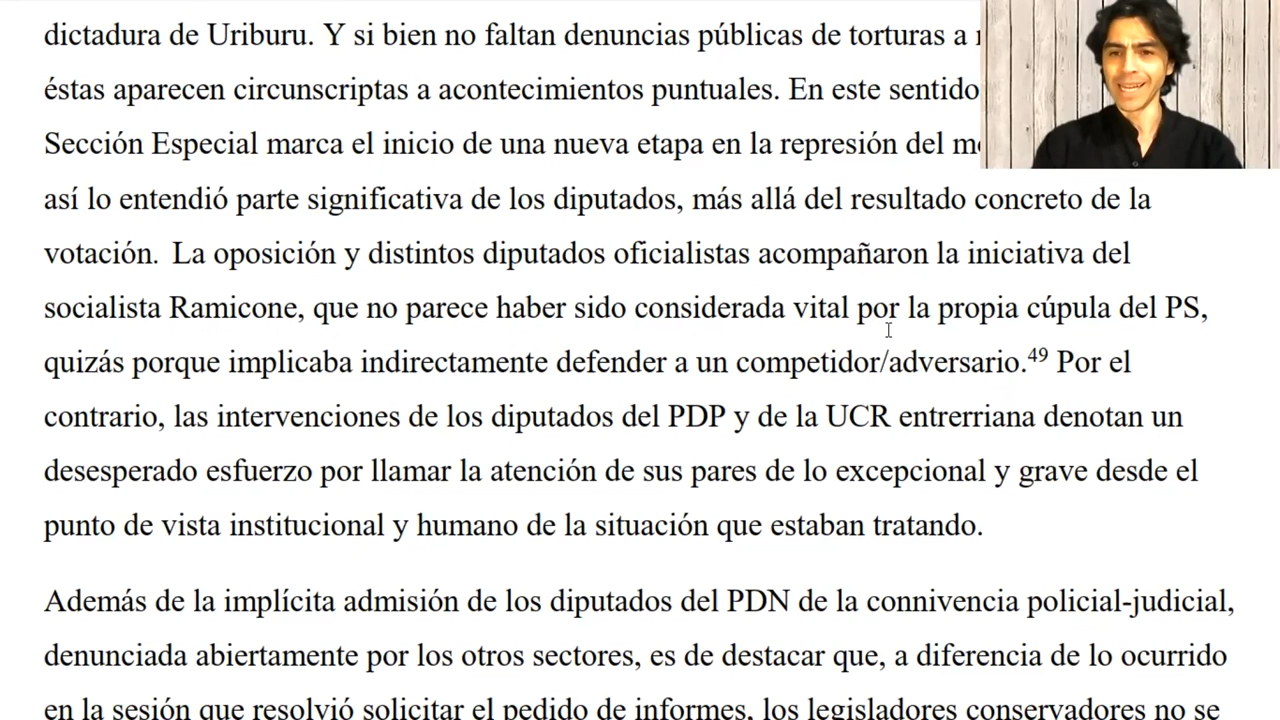 dictadura de Uriburu. Y si bien no faltan denuncias públicas de torturas a
éstas aparecen circunscriptas a acontecimientos puntuales. En este sentido
Sección Especial marca el inicio de una nueva etapa en la represión del
así lo entendió parte significativa de los diputados, más allá del resultado concreto de la
votación. La oposición y distintos diputados oficialistas acompañaron la iniciativa del
socialista Ramicone, que no parece haber sido considerada vital por la propia cúpula del PS,
quizás porque implicaba indirectamente defender a un competidor/adversario.49 Por el
contrario, las intervenciones de los diputados del PDP y de la UCR entrerriana denotan un
desesperado esfuerzo por llamar la atención de sus pares de lo excepcional y grave desde el
punto de vista institucional y humano de la situación que estaban tratando.
Además de la implícita admisión de los diputados del PDN de la connivencia policial-judicial,
denunciada abiertamente por los otros sectores, es de destacar que, a diferencia de lo ocurrido
en la sesión que resolvió solicitar el pedido de informes, los legisladores conservadores no se